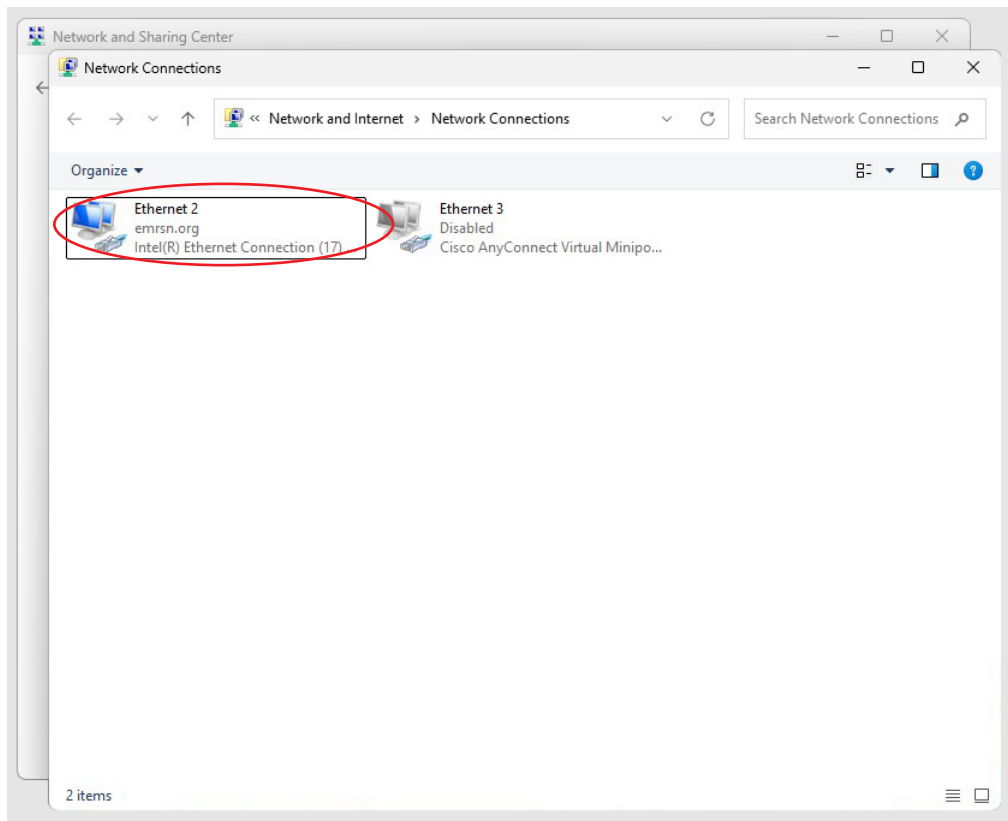 Network and Sharing Center
Network Connections
« Network and Internet > Network Connections
Search Network Connections
Organize
Ethernet 2
emrsn.org
Intel(R) Ethernet Connection (17) ...
Ethernet 3
Disabled
Cisco AnyConnect Virtual Minipo...
2 items